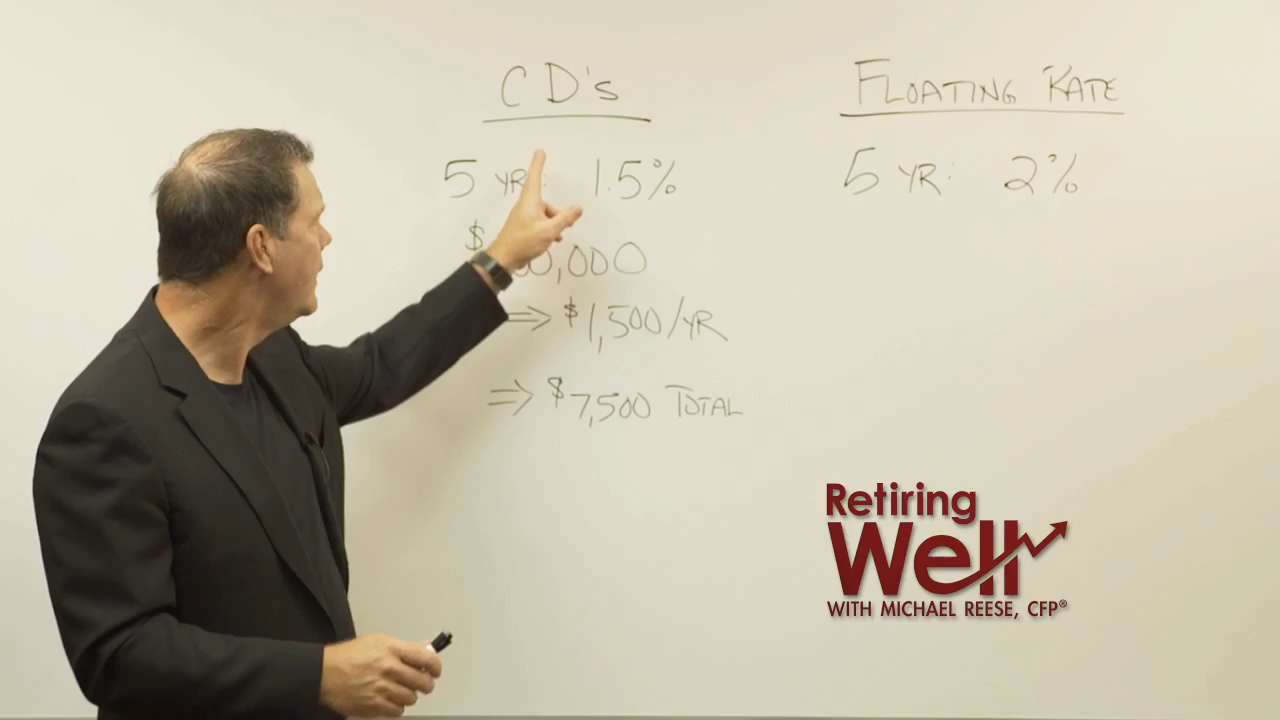 CD's
5 YR: 1.5%
$ 00,000
⇒ $1,500/YR
⇒ $7,500 TOTAL
FLOATING RATE
5 YR: 2%
Retiring
Well
WITH MICHAEL REESE, CFP®